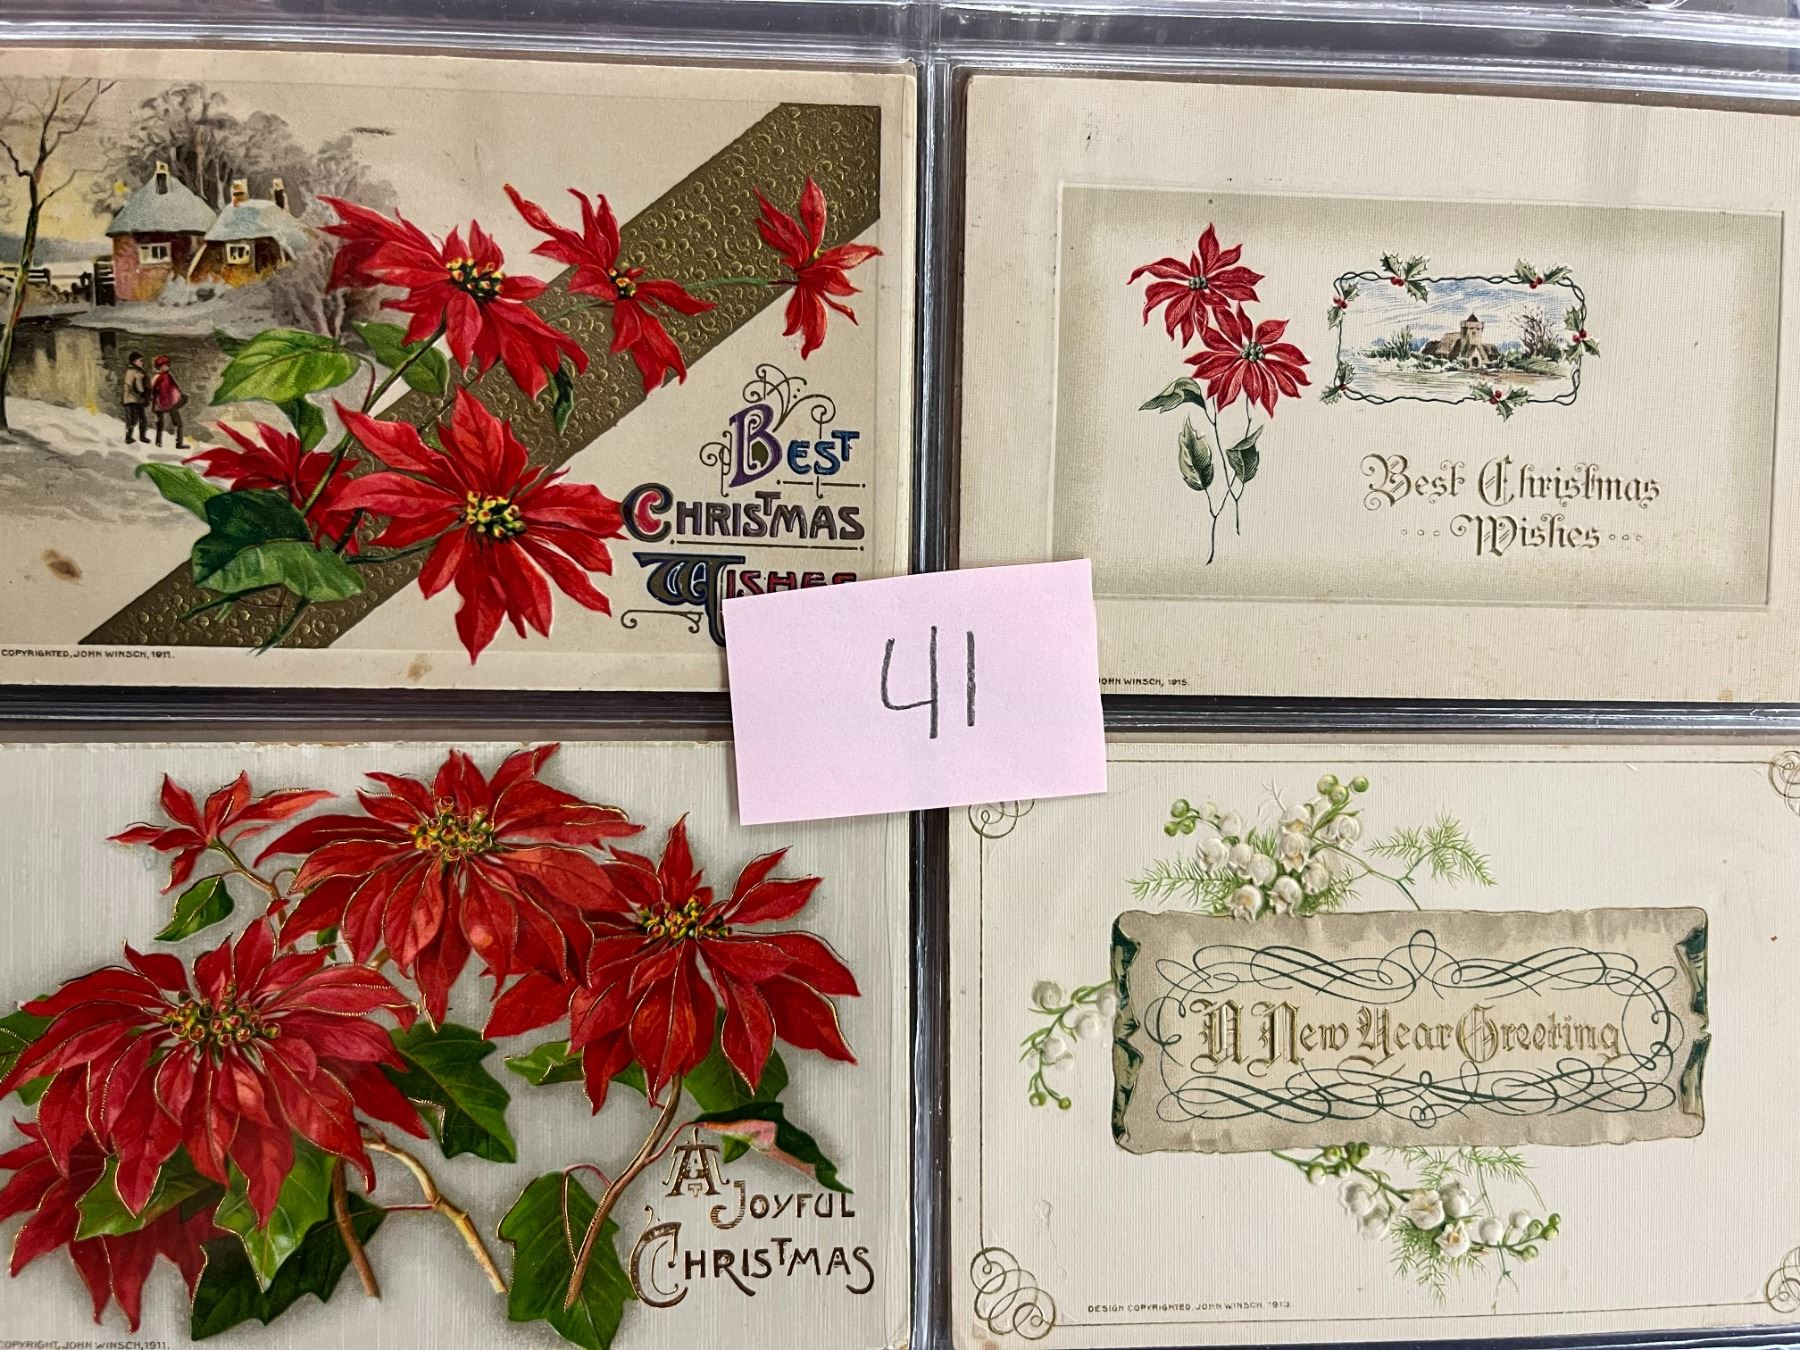 BEST
CHRISTMAS
WISHES
COPYRIGHTED, JOHN WINSCH, 1911.
Best Christmas
Wishes
JOHN WINSCH, 1915.
41
A
JOYFUL
CHRISTMAS
COPYRIGHT, JOHN WINSCH, 1911.
A New Year Greeting
DESIGN COPYRIGHTED, JOHN WINSCH, 1913